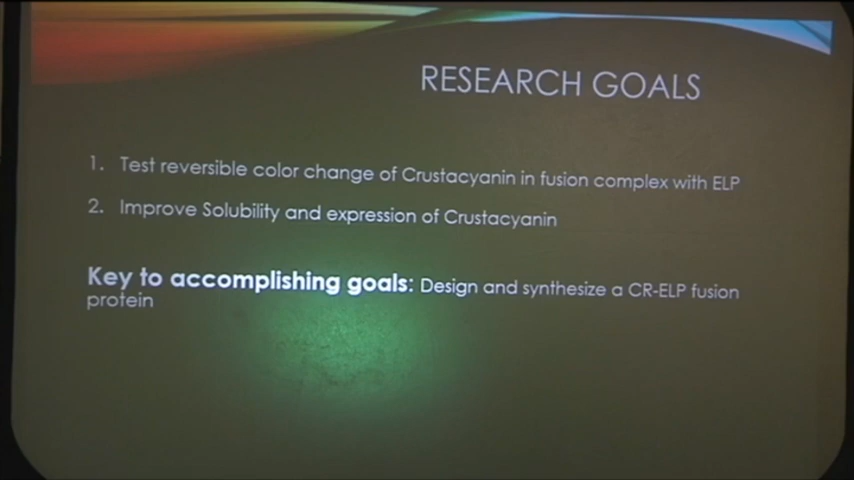 RESEARCH GOALS
1. Test reversible color change of Crustacyanin in fusion complex with ELP
2. Improve Solubility and expression of Crustacyanin
Key to accomplishing goals: Design and synthesize a CR-ELP fusion
protein